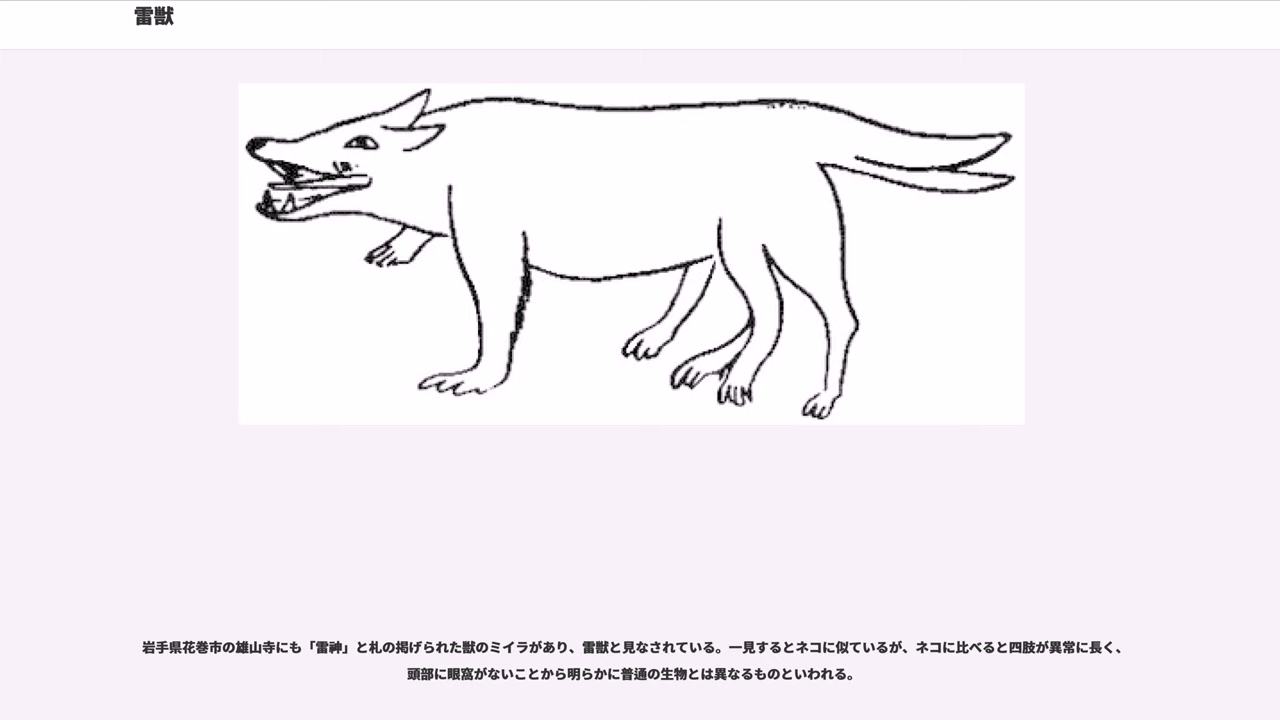 雷獣
岩手県花巻市の雄山寺にも「雷神」と札の掲げられた獣のミイラがあり、雷獣と見なされている。一見するとネコに似ているが、ネコに比べると四肢が異常に長く、
頭部に眼窩がないことから明らかに普通の生物とは異なるものといわれる。